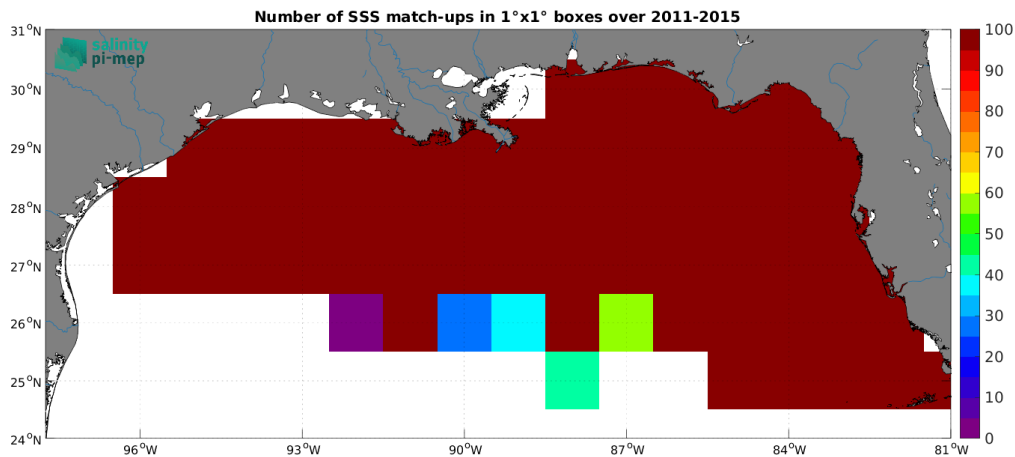 Number of SSS match-ups in 1°x1° boxes over 2011-2015
salinity
pi-mep
31°N
30°N
29°N
28°N
27°N
26°N
25°N
24°N
96°W
93°W
90°W
87°W
84°W
81°W
100
90
80
70
60
50
40
30
20
10
0